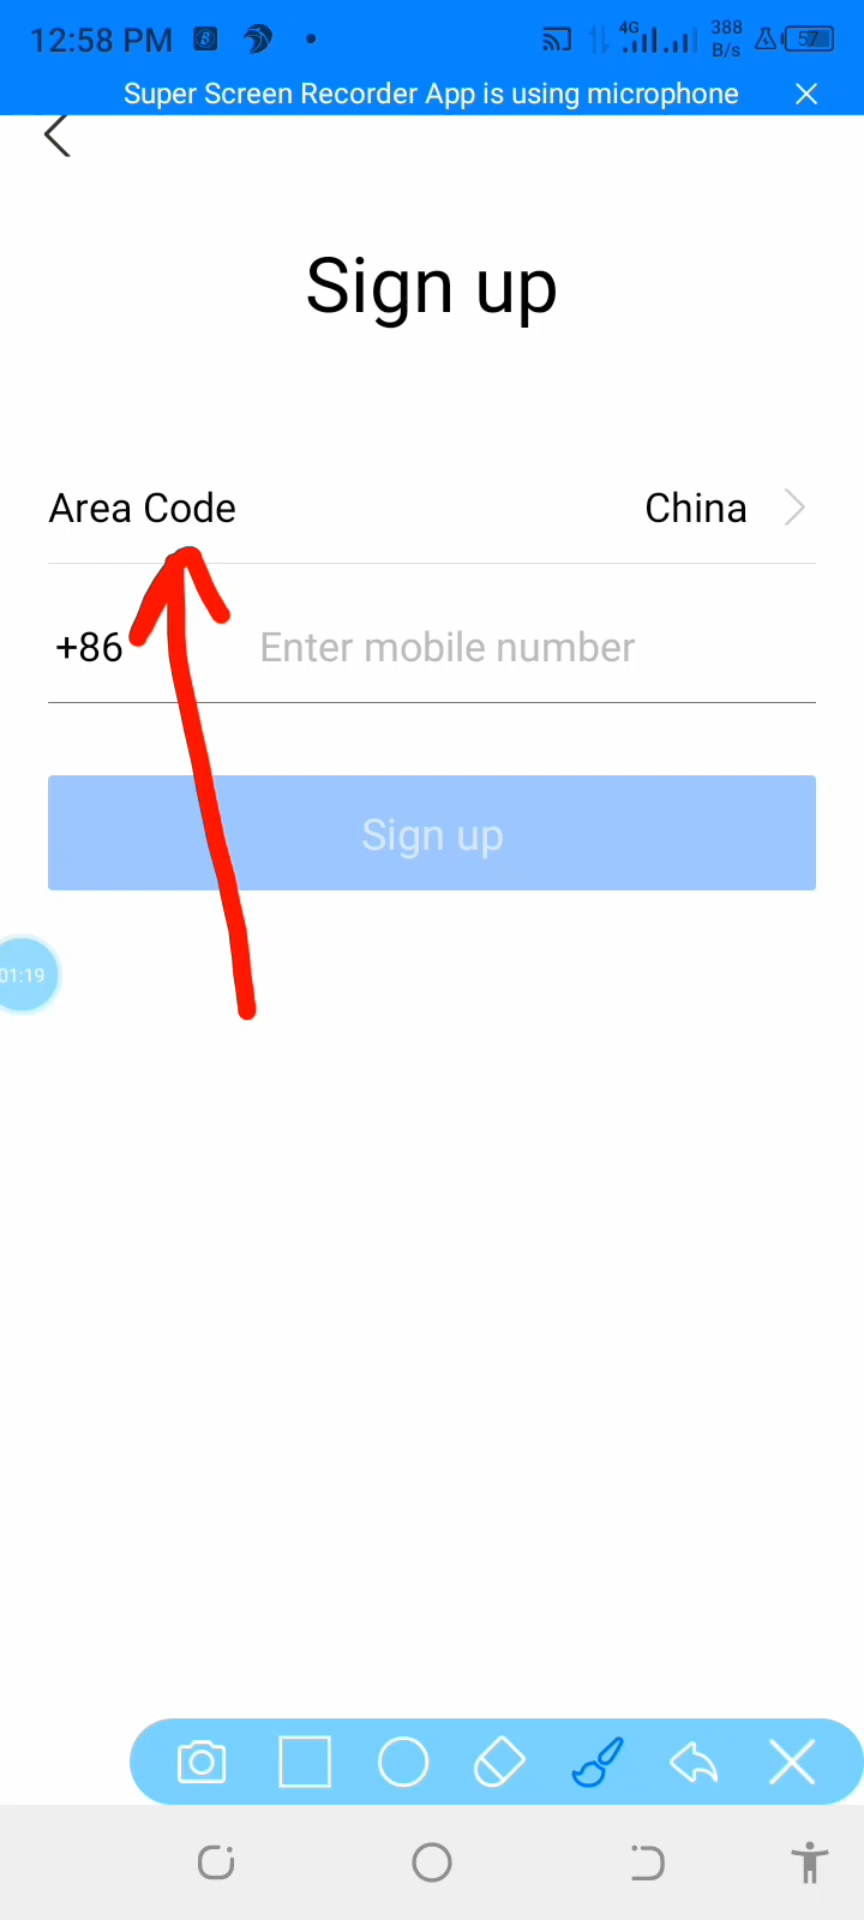 12:58 PM 4G 388 B/s 57
Super Screen Recorder App is using microphone
Sign up
Area Code China
+86 Enter mobile number
Sign up
01:19